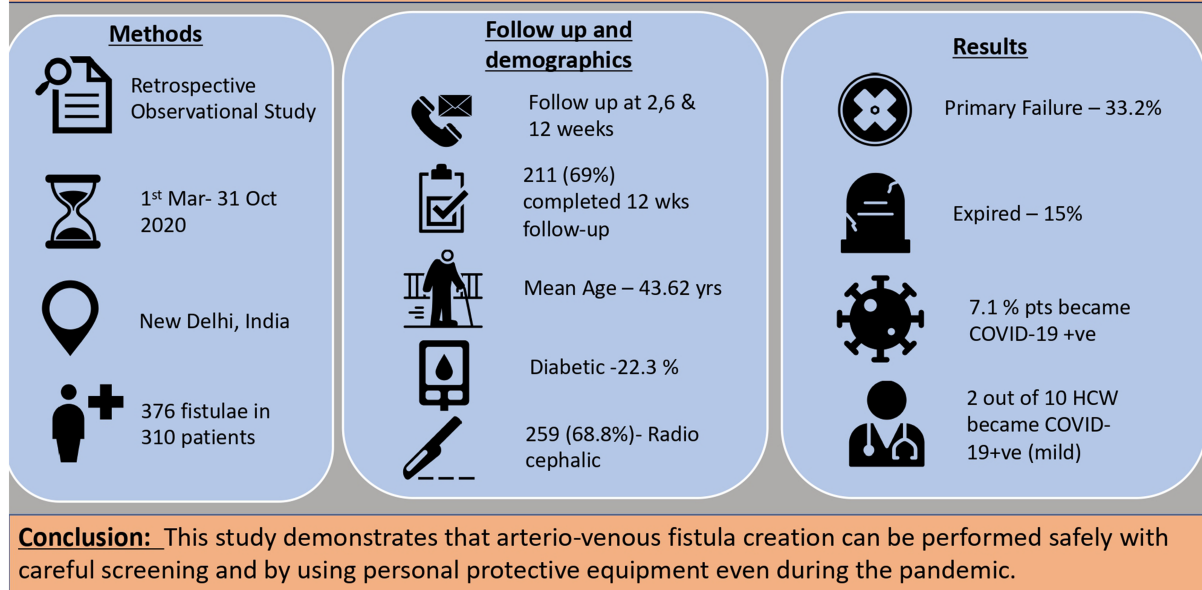 Methods
Retrospective
Observational Study
1st Mar- 31 Oct
2020
New Delhi, India
376 fistulae in
310 patients
Follow up and
demographics
Follow up at 2,6 &
12 weeks
211 (69%)
completed 12 wks
follow-up
Mean Age – 43.62 yrs
Diabetic -22.3 %
259 (68.8%)- Radio
cephalic
Results
Primary Failure – 33.2%
Expired – 15%
7.1 % pts became
COVID-19 +ve
2 out of 10 HCW
became COVID-
19+ve (mild)
Conclusion: This study demonstrates that arterio-venous fistula creation can be performed safely with
careful screening and by using personal protective equipment even during the pandemic.